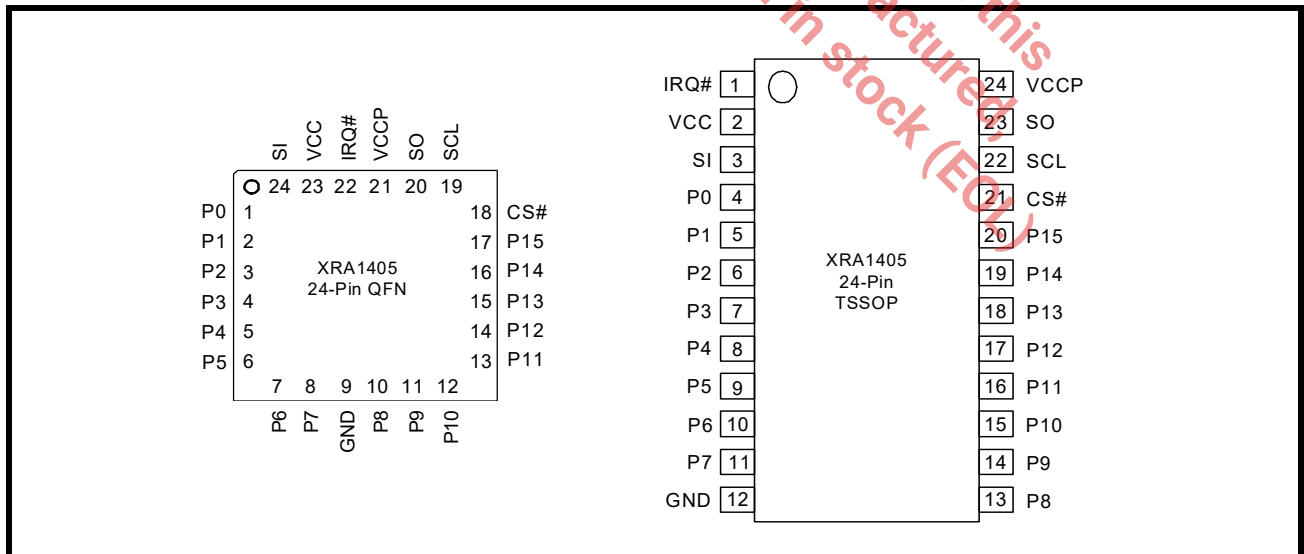 this
actured,
in stock (EOL)
SI VCC IRQ# VCCP SO SCL
24 23 22 21 20 19
P0 1
P1 2
P2 3
P3 4
P4 5
P5 6
XRA1405
24-Pin QFN
18 CS#
17 P15
16 P14
15 P13
14 P12
13 P11
7 8 9 10 11 12
P6 P7 GND P8 P9 P10
IRQ# 1
VCC 2
SI 3
P0 4
P1 5
P2 6
P3 7
P4 8
P5 9
P6 10
P7 11
GND 12
XRA1405
24-Pin
TSSOP
24 VCCP
23 SO
22 SCL
21 CS#
20 P15
19 P14
18 P13
17 P12
16 P11
15 P10
14 P9
13 P8